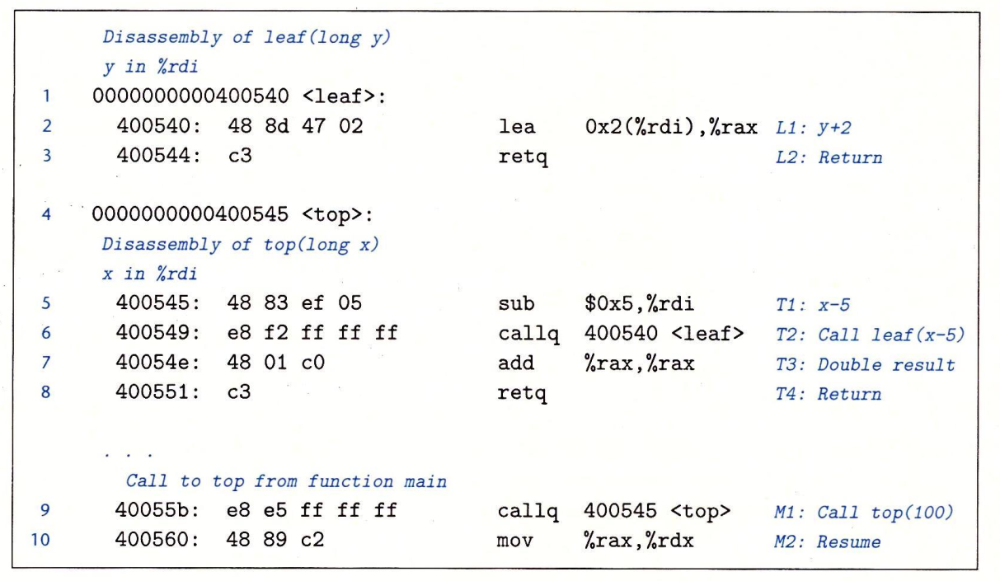 Disassembly of leaf(long y)
y in %rdi
1 0000000000400540 <leaf>:
2 400540: 48 8d 47 02 lea 0x2(%rdi),%rax L1: y+2
3 400544: c3 retq L2: Return
4 0000000000400545 <top>:
Disassembly of top(long x)
x in %rdi
5 400545: 48 83 ef 05 sub $0x5,%rdi T1: x-5
6 400549: e8 f2 ff ff ff callq 400540 <leaf> T2: Call leaf(x-5)
7 40054e: 48 01 c0 add %rax,%rax T3: Double result
8 400551: c3 retq T4: Return
. . .
Call to top from function main
9 40055b: e8 e5 ff ff ff callq 400545 <top> M1: Call top(100)
10 400560: 48 89 c2 mov %rax,%rdx M2: Resume